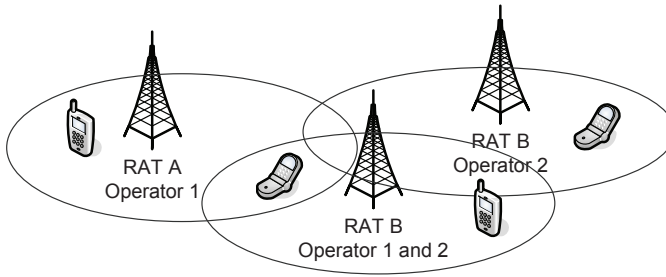 RAT A
Operator 1
RAT B
Operator 2
RAT B
Operator 1 and 2